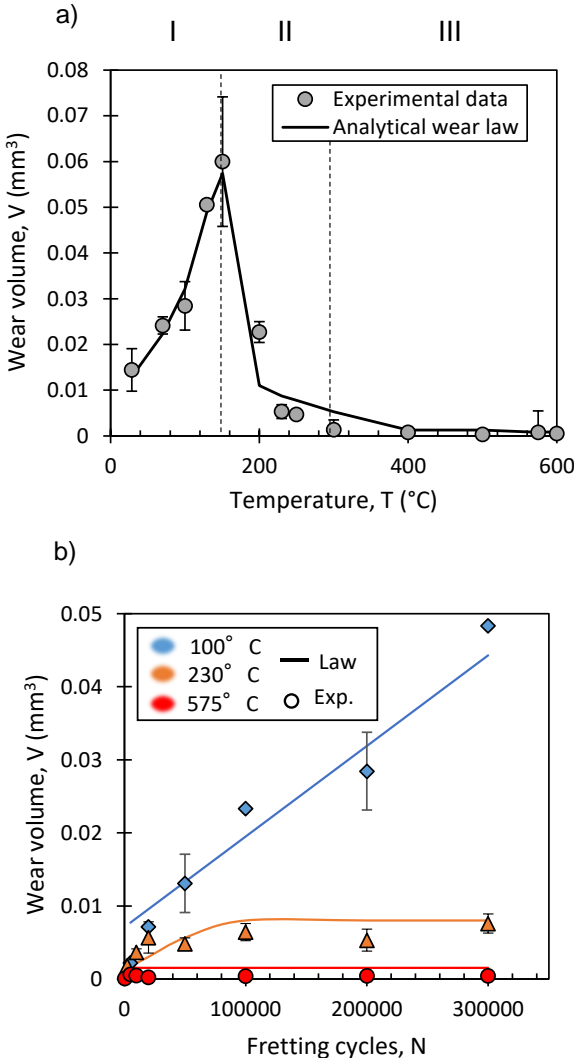 a)
I II III
Experimental data
Analytical wear law
Wear volume, V (mm³)
0.08
0.07
0.06
0.05
0.04
0.03
0.02
0.01
0
0 200 400 600
Temperature, T (°C)
b)
100° C
230° C
575° C
Law
Exp.
Wear volume, V (mm³)
0.05
0.04
0.03
0.02
0.01
0
0 100000 200000 300000
Fretting cycles, N